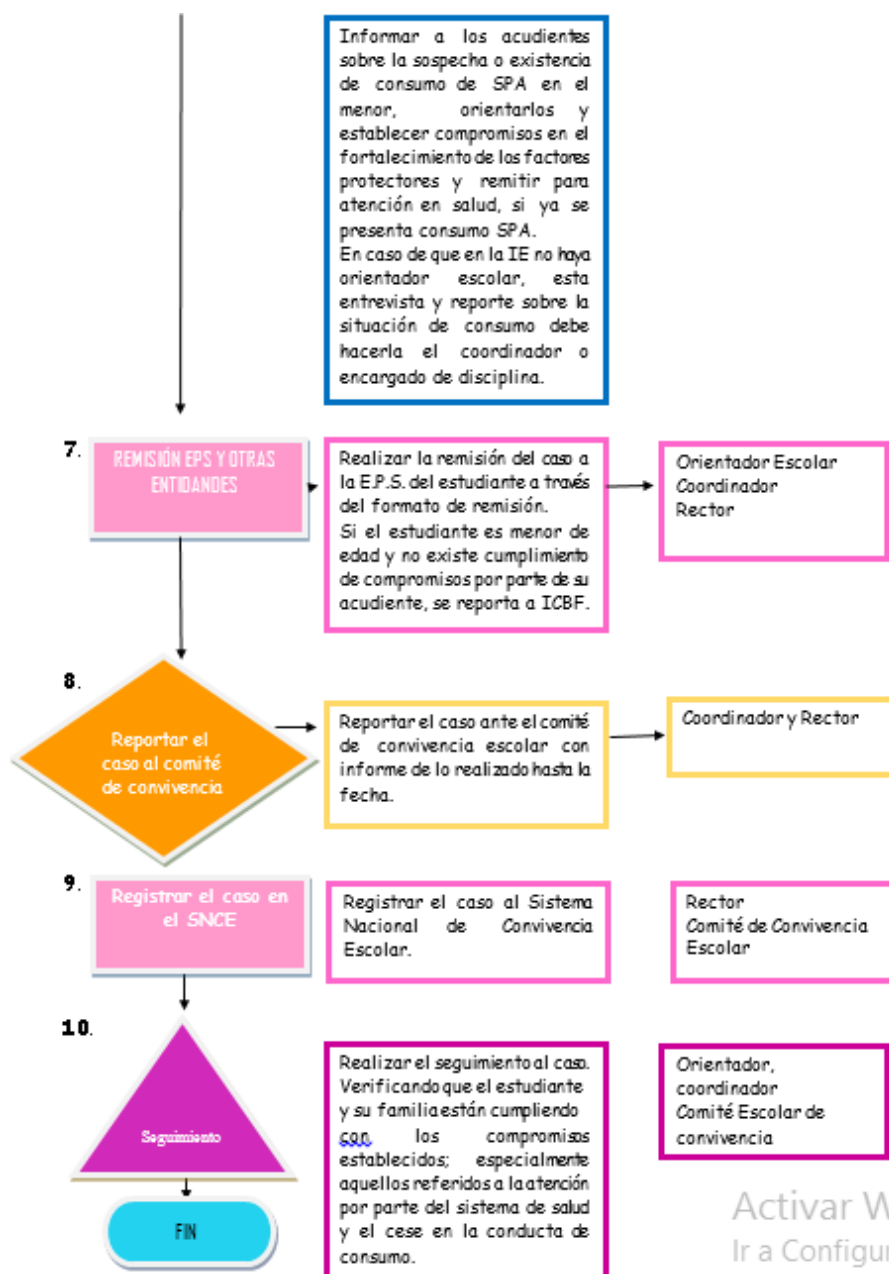 Informar a los acudientes
sobre la sospecha o existencia
de consumo de SPA en el
menor, orientarlos y
establecer compromisos en el
fortalecimiento de los factores
protectores y remitir para
atención en salud, si ya se
presenta consumo SPA.
En caso de que en la IE no haya
orientador escolar, esta
entrevista y reporte sobre la
situación de consumo debe
hacerla el coordinador o
encargado de disciplina.
7.
REMISIÓN EPS Y OTRAS
ENTIDANDES
Realizar la remisión del caso a
la E.P.S. del estudiante a través
del formato de remisión.
Si el estudiante es menor de
edad y no existe cumplimiento
de compromisos por parte de su
acudiente, se reporta a ICBF.
Orientador Escolar
Coordinador
Rector
8.
Reportar el
caso al comité
de convivencia
Reportar el caso ante el comité
de convivencia escolar con
informe de lo realizado hasta la
fecha.
Coordinador y Rector
9.
Registrar el caso en
el SNCE
Registrar el caso al Sistema
Nacional de Convivencia
Escolar.
Rector
Comité de Convivencia
Escolar
10.
Seguimiento
Realizar el seguimiento al caso.
Verificando que el estudiante
y su familia están cumpliendo
con los compromisos
establecidos; especialmente
aquellos referidos a la atención
por parte del sistema de salud
y el cese en la conducta de
consumo.
Orientador,
coordinador
Comité Escolar de
convivencia
FIN
Activar W
Ir a Configur